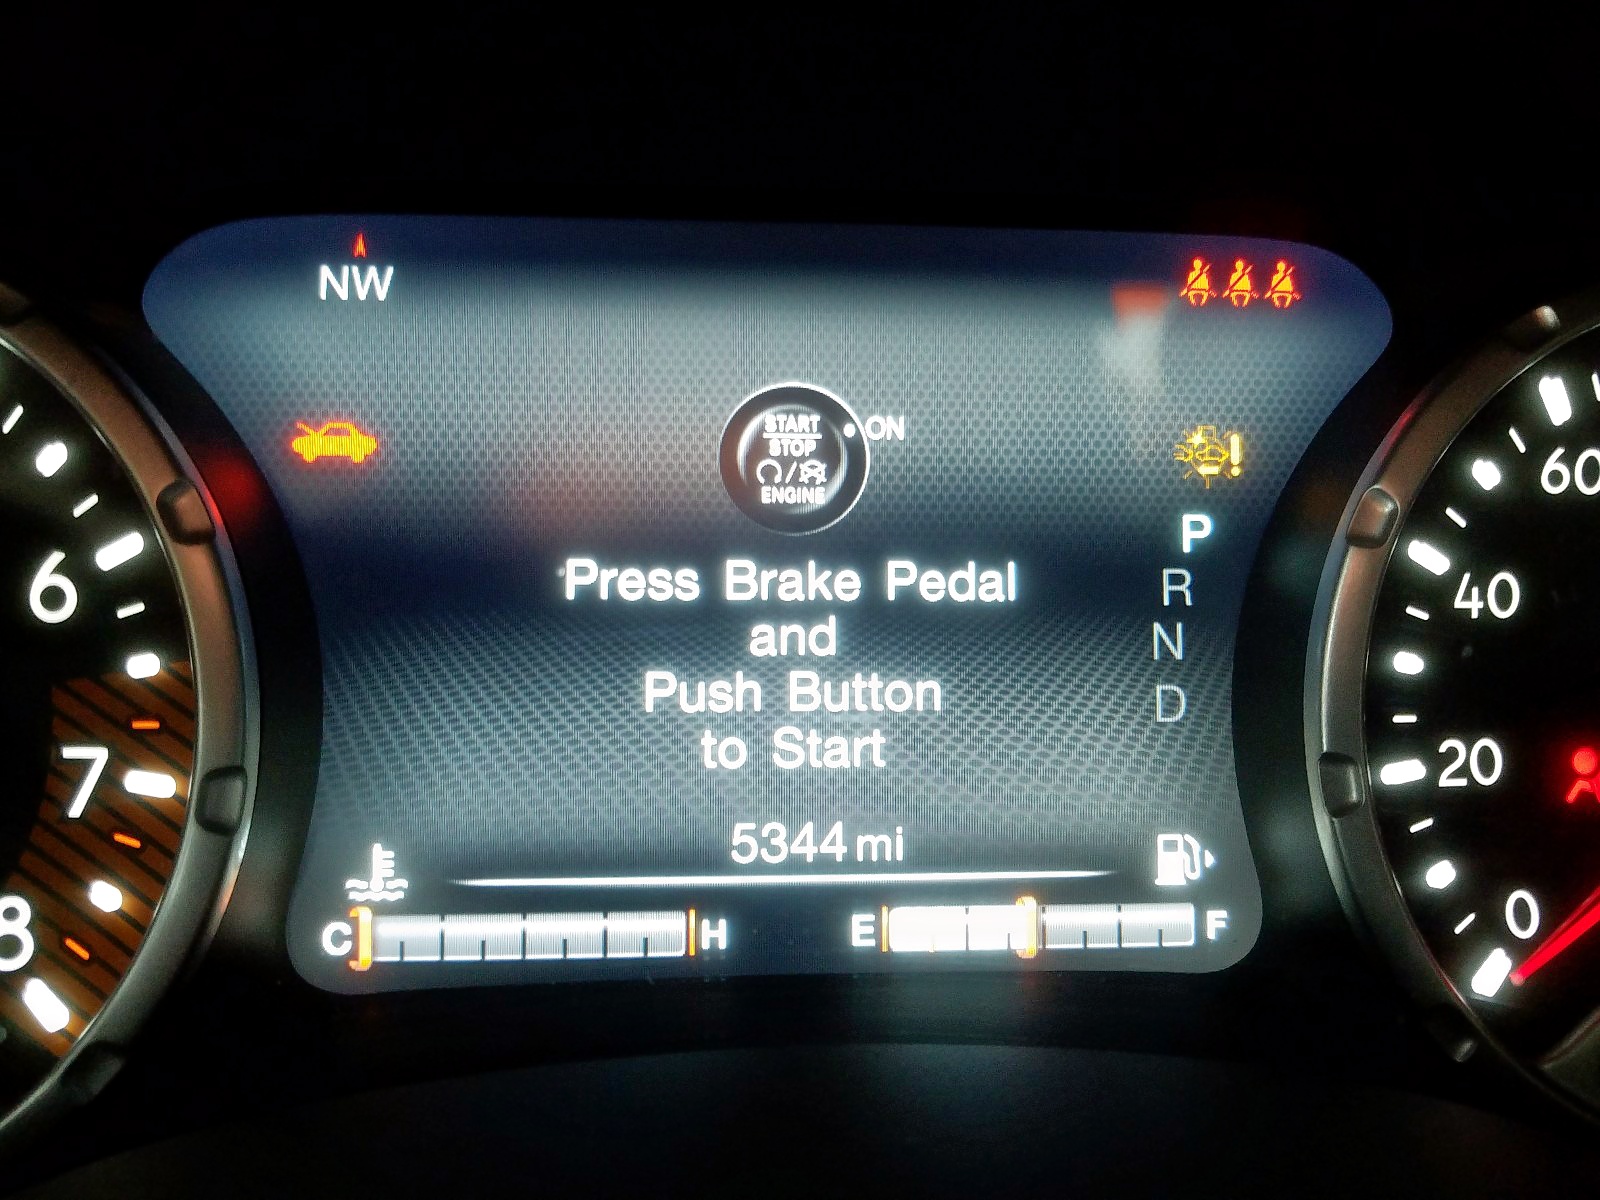 NW
START
STOP
ENGINE
ON
Press Brake Pedal
and
Push Button
to Start
P
R
N
D
5344 mi
C
H
E
F
6
7
8
60
40
20
0